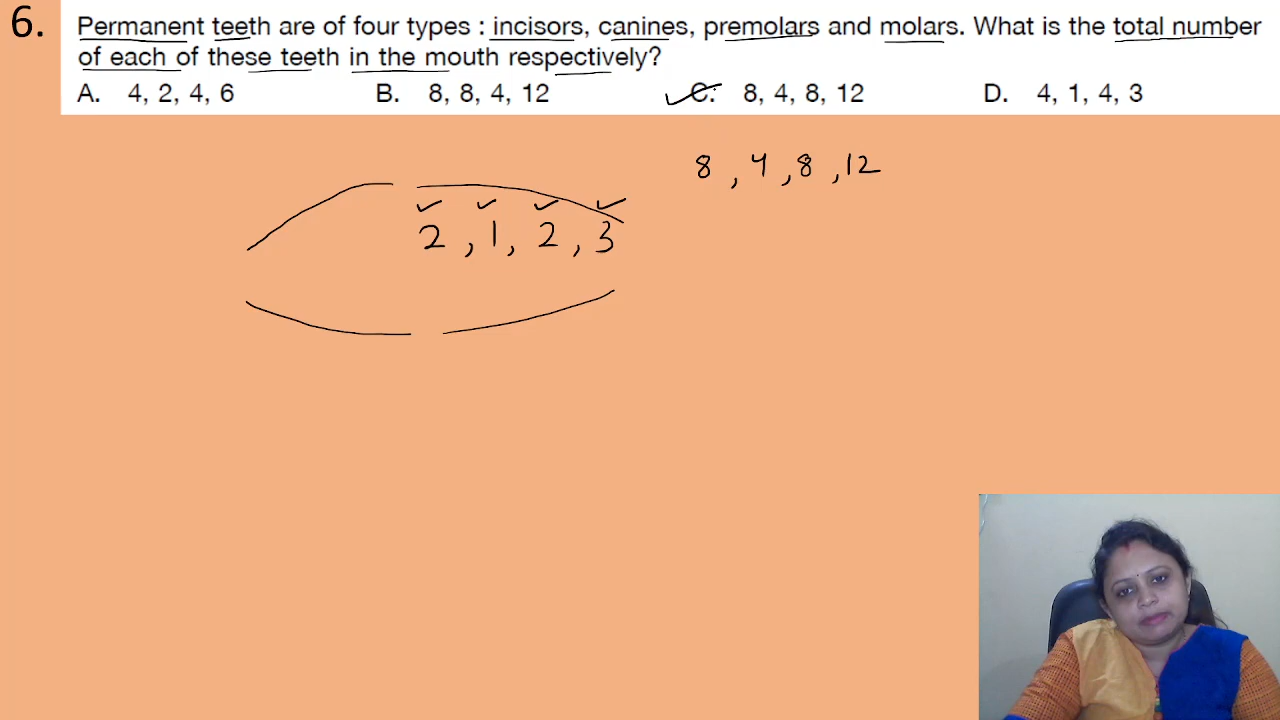 6.
Permanent teeth are of four types : incisors, canines, premolars and molars. What is the total number
of each of these teeth in the mouth respectively?
A. 4, 2, 4, 6 B. 8, 8, 4, 12 C. 8, 4, 8, 12 D. 4, 1, 4, 3
8 , 4 , 8 , 12
2 , 1, 2 , 3